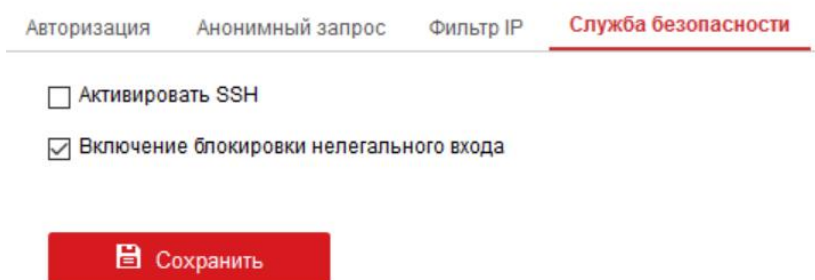 Авторизация Анонимный запрос Фильтр IP Служба безопасности
Активировать SSH
Включение блокировки нелегального входа
Сохранить